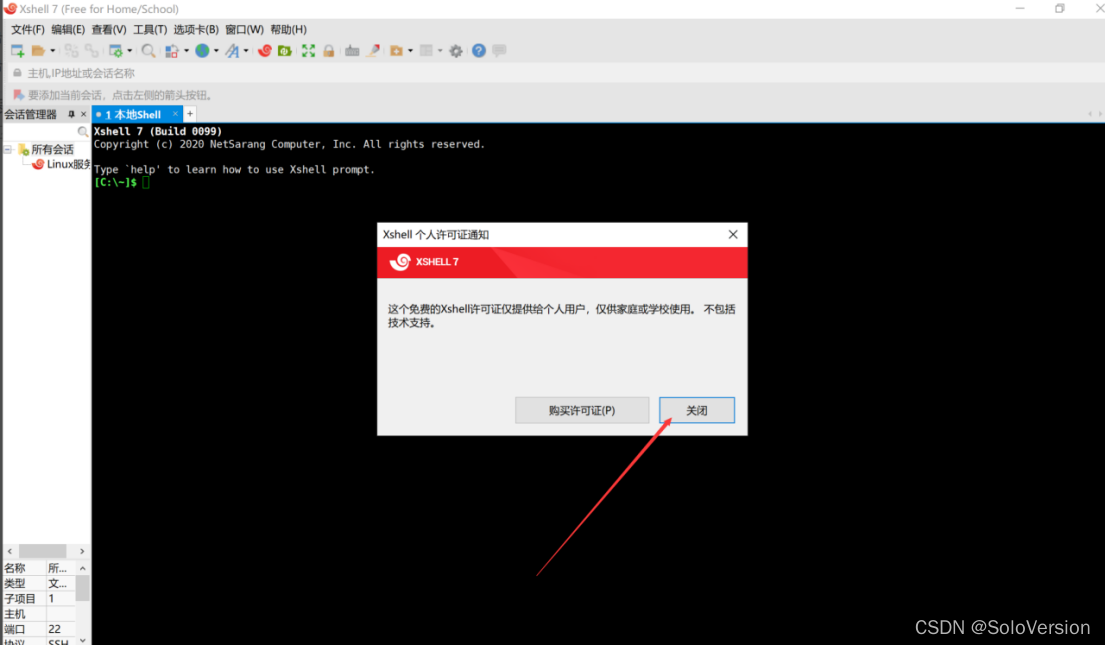 Xshell 7 (Free for Home/School)
文件(F) 编辑(E) 查看(V) 工具(T) 选项卡(B) 窗口(W) 帮助(H)
主机,IP地址或会话名称
要添加当前会话，点击左侧的箭头按钮。
会话管理器
1 本地Shell
所有会话
Linux服务
Xshell 7 (Build 0099)
Copyright (c) 2020 NetSarang Computer, Inc. All rights reserved.
Type `help' to learn how to use Xshell prompt.
[C:\~]$
Xshell 个人许可证通知
XSHELL 7
这个免费的Xshell许可证仅提供给个人用户，仅供家庭或学校使用。 不包括
技术支持。
购买许可证(P)
关闭
名称 所...
类型 文...
子项目 1
主机
端口 22
协议 SSH
CSDN @SoloVersion